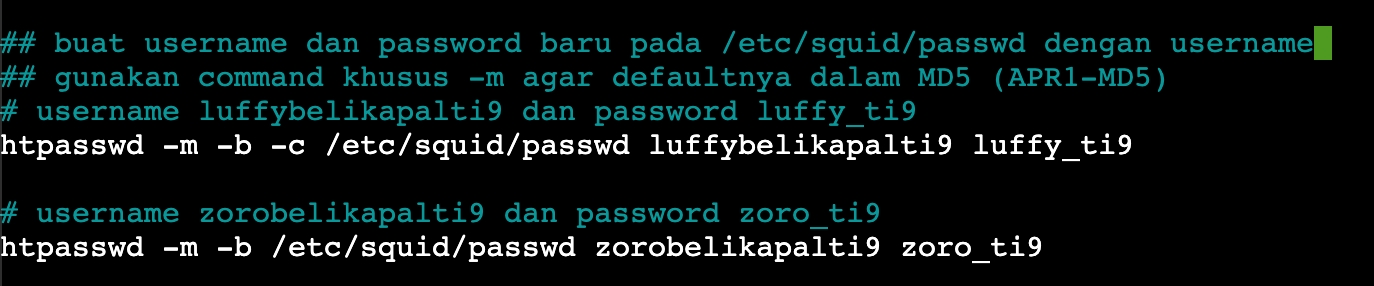 ## buat username dan password baru pada /etc/squid/passwd dengan username
## gunakan command khusus -m agar defaultnya dalam MD5 (APR1-MD5)
# username luffybelikapalti9 dan password luffy_ti9
htpasswd -m -b -c /etc/squid/passwd luffybelikapalti9 luffy_ti9
# username zorobelikapalti9 dan password zoro_ti9
htpasswd -m -b /etc/squid/passwd zorobelikapalti9 zoro_ti9